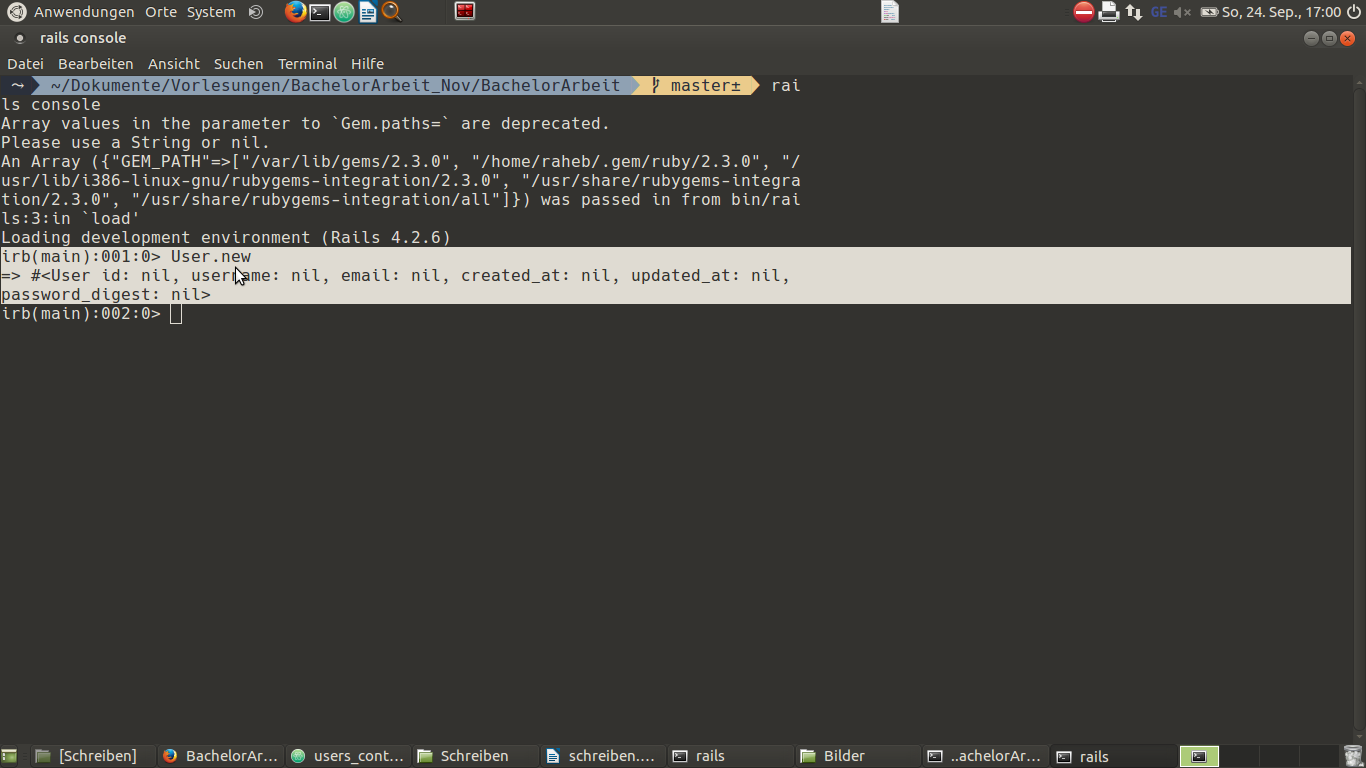 Anwendungen Orte System
GE So, 24. Sep., 17:00
rails console
Datei Bearbeiten Ansicht Suchen Terminal Hilfe
~/Dokumente/Vorlesungen/BachelorArbeit_Nov/BachelorArbeit master± rai
ls console
Array values in the parameter to `Gem.paths=` are deprecated.
Please use a String or nil.
An Array ({"GEM_PATH"=>["/var/lib/gems/2.3.0", "/home/raheb/.gem/ruby/2.3.0", "/
usr/lib/i386-linux-gnu/rubygems-integration/2.3.0", "/usr/share/rubygems-integra
tion/2.3.0", "/usr/share/rubygems-integration/all"]}) was passed in from bin/rai
ls:3:in `load'
Loading development environment (Rails 4.2.6)
irb(main):001:0> User.new
=> #<User id: nil, username: nil, email: nil, created_at: nil, updated_at: nil,
password_digest: nil>
irb(main):002:0>
[Schreiben] BachelorAr... users_cont... Schreiben schreiben.... rails Bilder ..achelorAr... rails